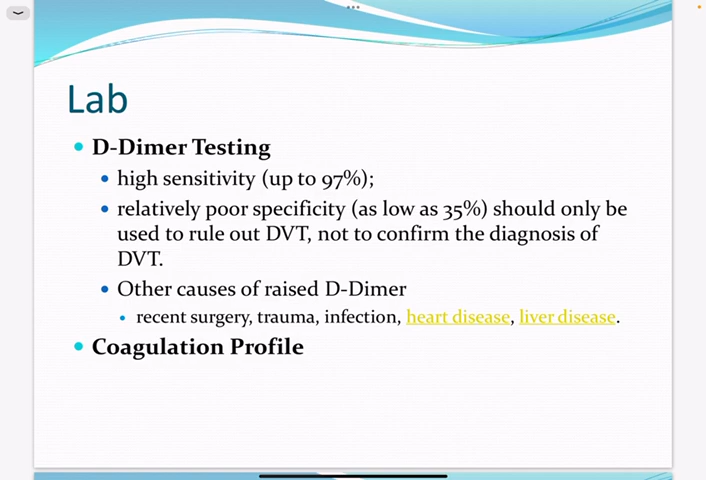 Lab
D-Dimer Testing
high sensitivity (up to 97%);
relatively poor specificity (as low as 35%) should only be
used to rule out DVT, not to confirm the diagnosis of
DVT.
Other causes of raised D-Dimer
recent surgery, trauma, infection, heart disease, liver disease.
Coagulation Profile